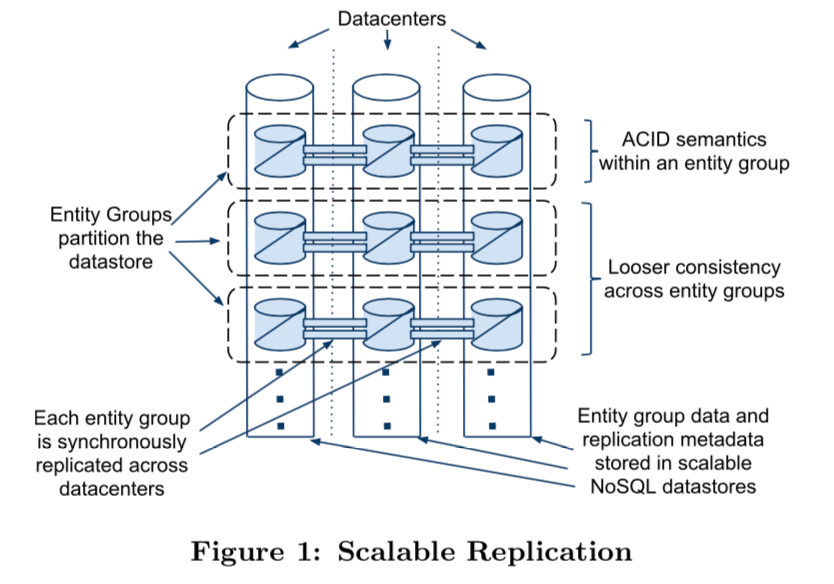 Datacenters
ACID semantics
within an entity group
Entity Groups
partition the
datastore
Looser consistency
across entity groups
Each entity group
is synchronously
replicated across
datacenters
Entity group data and
replication metadata
stored in scalable
NoSQL datastores
Figure 1: Scalable Replication